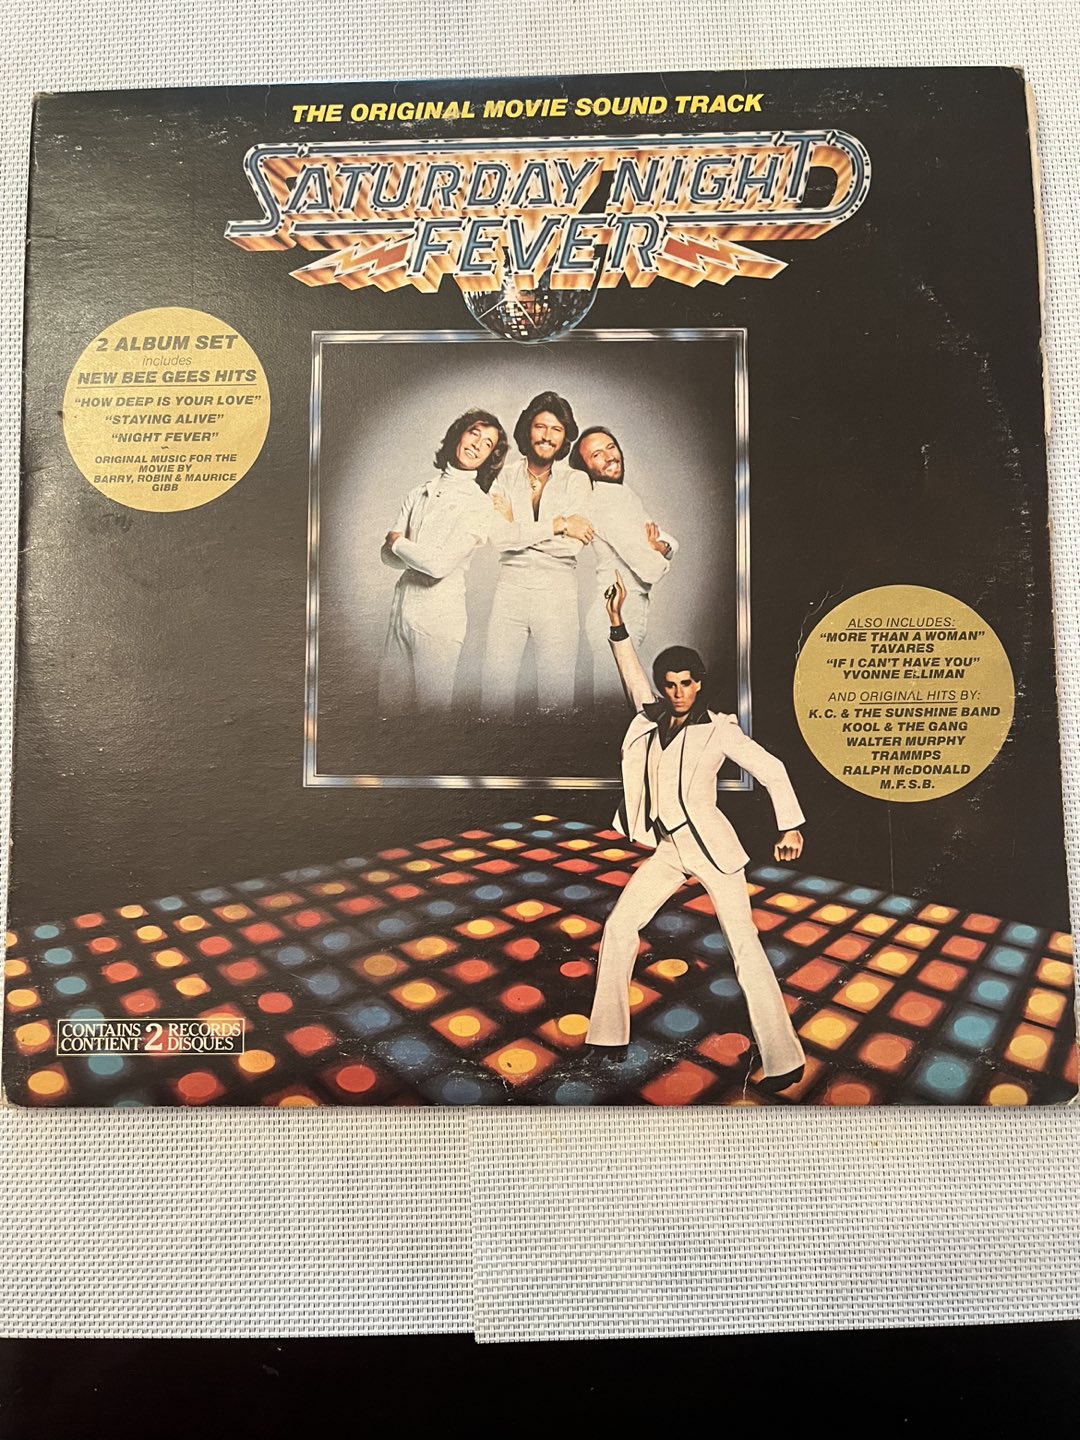 THE ORIGINAL MOVIE SOUND TRACK
SATURDAY NIGHT
FEVER
2 ALBUM SET
includes
NEW BEE GEES HITS
"HOW DEEP IS YOUR LOVE"
"STAYING ALIVE"
"NIGHT FEVER"
ORIGINAL MUSIC FOR THE
MOVIE BY
BARRY, ROBIN & MAURICE
GIBB
ALSO INCLUDES:
"MORE THAN A WOMAN"
TAVARES
"IF I CAN'T HAVE YOU"
YVONNE ELLIMAN
AND ORIGINAL HITS BY:
K.C. & THE SUNSHINE BAND
KOOL & THE GANG
WALTER MURPHY
TRAMMPS
RALPH McDONALD
M.F.S.B.
CONTAINS 2 RECORDS
CONTIENT DISQUES